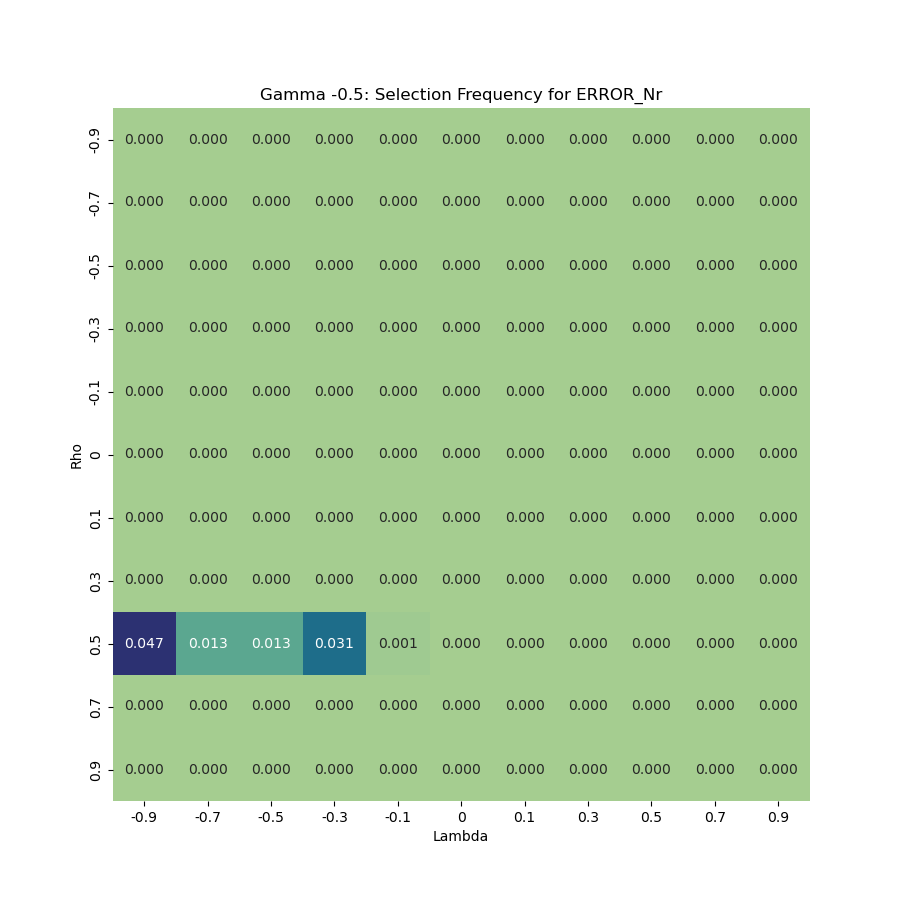 Gamma -0.5: Selection Frequency for ERROR_Nr
-0.9 0.000 0.000 0.000 0.000 0.000 0.000 0.000 0.000 0.000 0.000 0.000
-0.7 0.000 0.000 0.000 0.000 0.000 0.000 0.000 0.000 0.000 0.000 0.000
-0.5 0.000 0.000 0.000 0.000 0.000 0.000 0.000 0.000 0.000 0.000 0.000
-0.3 0.000 0.000 0.000 0.000 0.000 0.000 0.000 0.000 0.000 0.000 0.000
-0.1 0.000 0.000 0.000 0.000 0.000 0.000 0.000 0.000 0.000 0.000 0.000
Rho
0 0.000 0.000 0.000 0.000 0.000 0.000 0.000 0.000 0.000 0.000 0.000
0.1 0.000 0.000 0.000 0.000 0.000 0.000 0.000 0.000 0.000 0.000 0.000
0.3 0.000 0.000 0.000 0.000 0.000 0.000 0.000 0.000 0.000 0.000 0.000
0.5 0.047 0.013 0.013 0.031 0.001 0.000 0.000 0.000 0.000 0.000 0.000
0.7 0.000 0.000 0.000 0.000 0.000 0.000 0.000 0.000 0.000 0.000 0.000
0.9 0.000 0.000 0.000 0.000 0.000 0.000 0.000 0.000 0.000 0.000 0.000
-0.9 -0.7 -0.5 -0.3 -0.1 0 0.1 0.3 0.5 0.7 0.9
Lambda